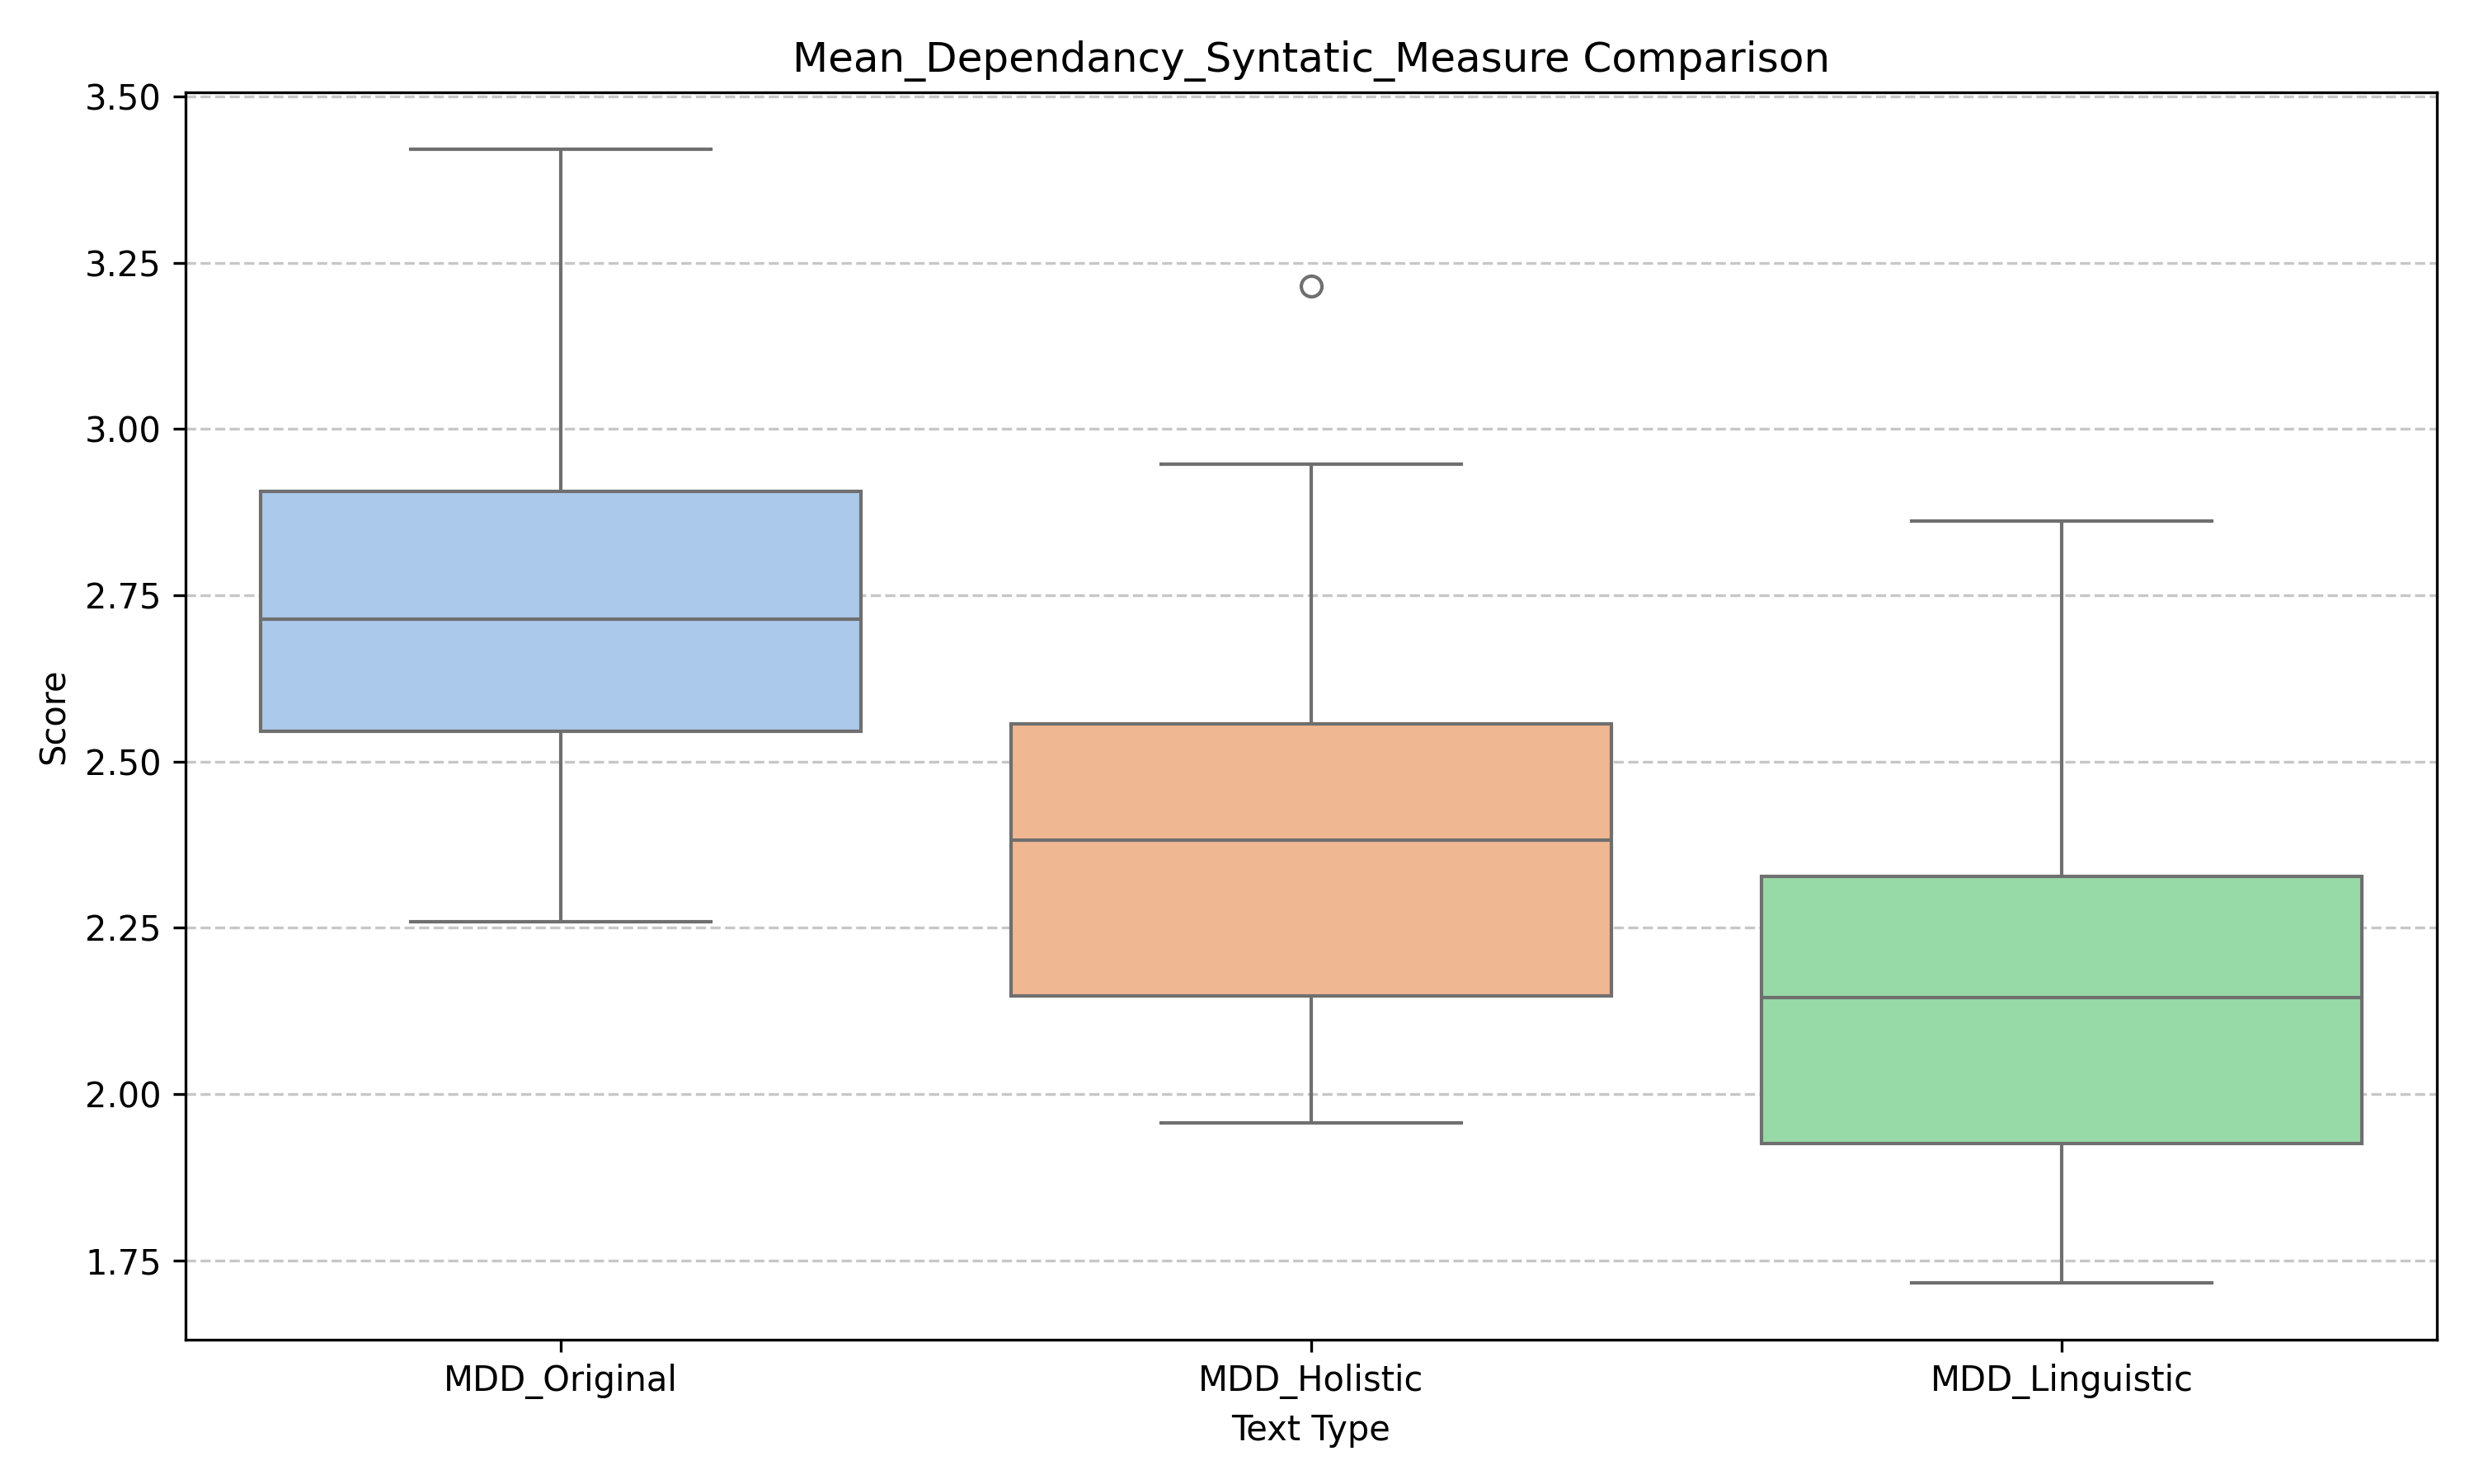 Mean_Dependancy_Syntatic_Measure Comparison
3.50
3.25
3.00
2.75
2.50
2.25
2.00
1.75
Score
MDD_Original
MDD_Holistic
MDD_Linguistic
Text Type